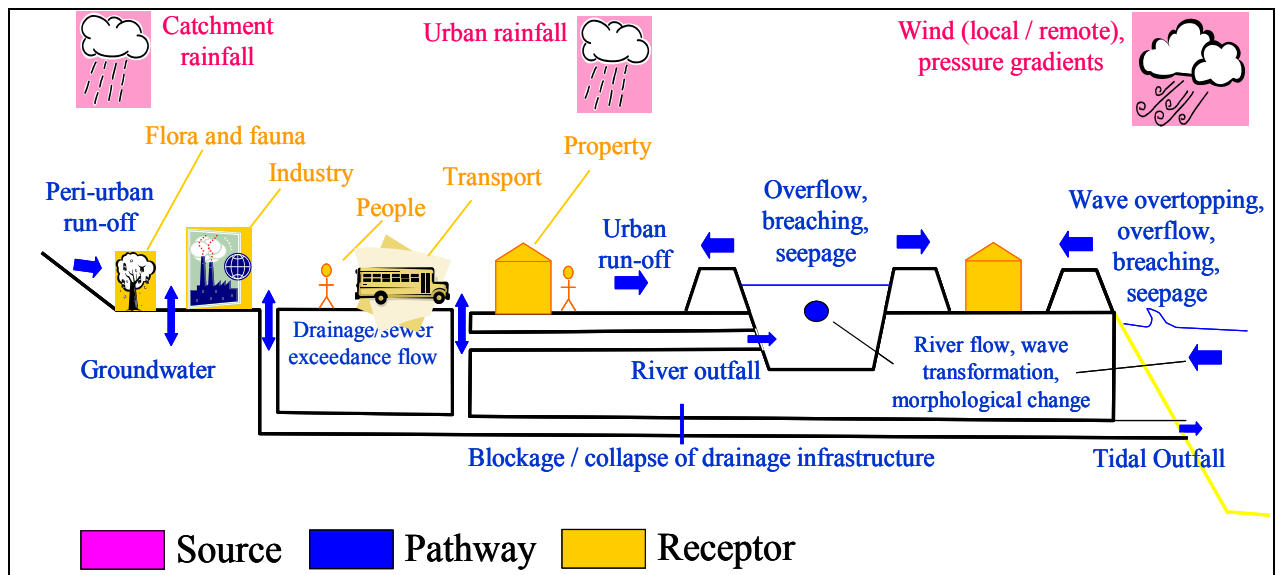 Catchment
rainfall
Urban rainfall
Wind (local / remote),
pressure gradients
Flora and fauna
Industry
People
Transport
Property
Peri-urban
run-off
Urban
run-off
Overflow,
breaching,
seepage
Wave overtopping,
overflow,
breaching,
seepage
Groundwater
Drainage/sewer
exceedance flow
River outfall
River flow, wave
transformation,
morphological change
Blockage / collapse of drainage infrastructure
Tidal Outfall
Source
Pathway
Receptor